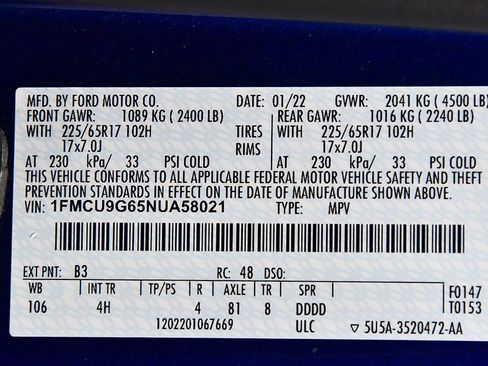 MFD. BY FORD MOTOR CO. DATE: 01/22 GVWR: 2041 KG ( 4500 LB)
FRONT GAWR: 1089 KG ( 2400 LB) REAR GAWR: 1016 KG ( 2240 LB)
WITH 225/65R17 102H TIRES WITH 225/65R17 102H
17x7.0J RIMS 17x7.0J
AT 230 kPa/ 33 PSI COLD AT 230 kPa/ 33 PSI COLD
THIS VEHICLE CONFORMS TO ALL APPLICABLE FEDERAL MOTOR VEHICLE SAFETY AND THEFT
PREVENTION STANDARDS IN EFFECT ON THE DATE OF MANUFACTURE SHOWN ABOVE.
VIN: 1FMCU9G65NUA58021 TYPE: MPV
EXT PNT: B3 RC: 48 DSO:
WB INT TR TP/PS R AXLE TR SPR F0147
106 4H 4 81 8 DDDD T0153
1202201067669 ULC ▽ 5U5A-3520472-AA